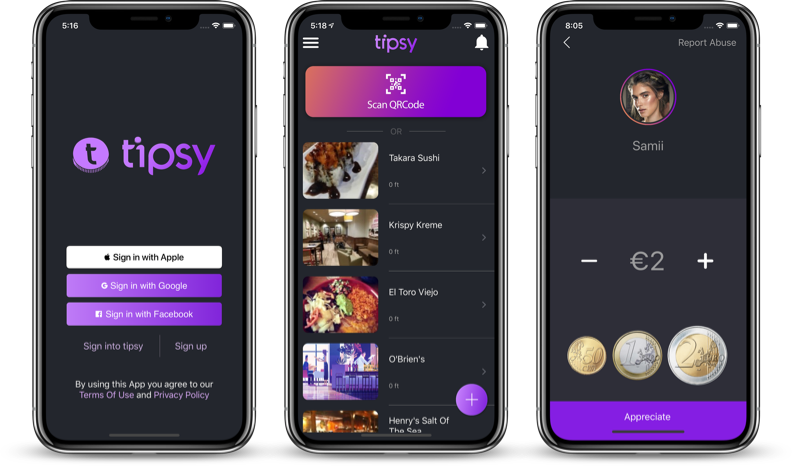 5:16
t tipsy
Sign in with Apple
G Sign in with Google
Sign in with Facebook
Sign into tipsy
Sign up
By using this App you agree to our
Terms Of Use and Privacy Policy
5:18
tipsy
Scan QRCode
OR
Takara Sushi
0 ft
Krispy Kreme
0 ft
El Toro Viejo
0 ft
O'Brien's
0 ft
Henry's Salt Of
The Sea
8:05
Report Abuse
Samii
− €2 +
50
1
2
Appreciate